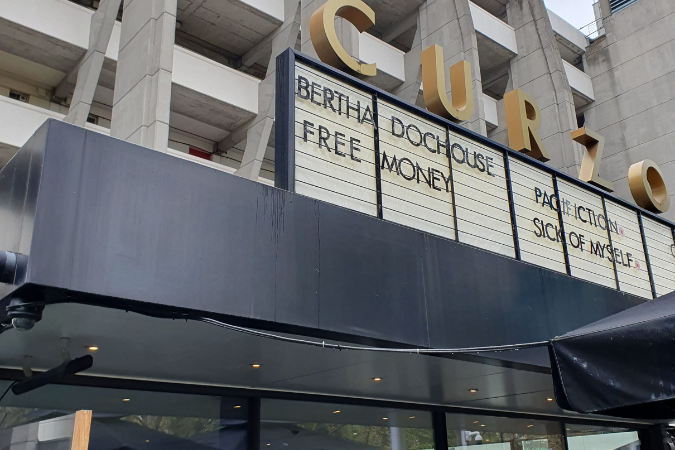 CURZO
BERTHA DOCHOUSE
FREE MONEY
PACIFICTION
SICK OF MYSELF